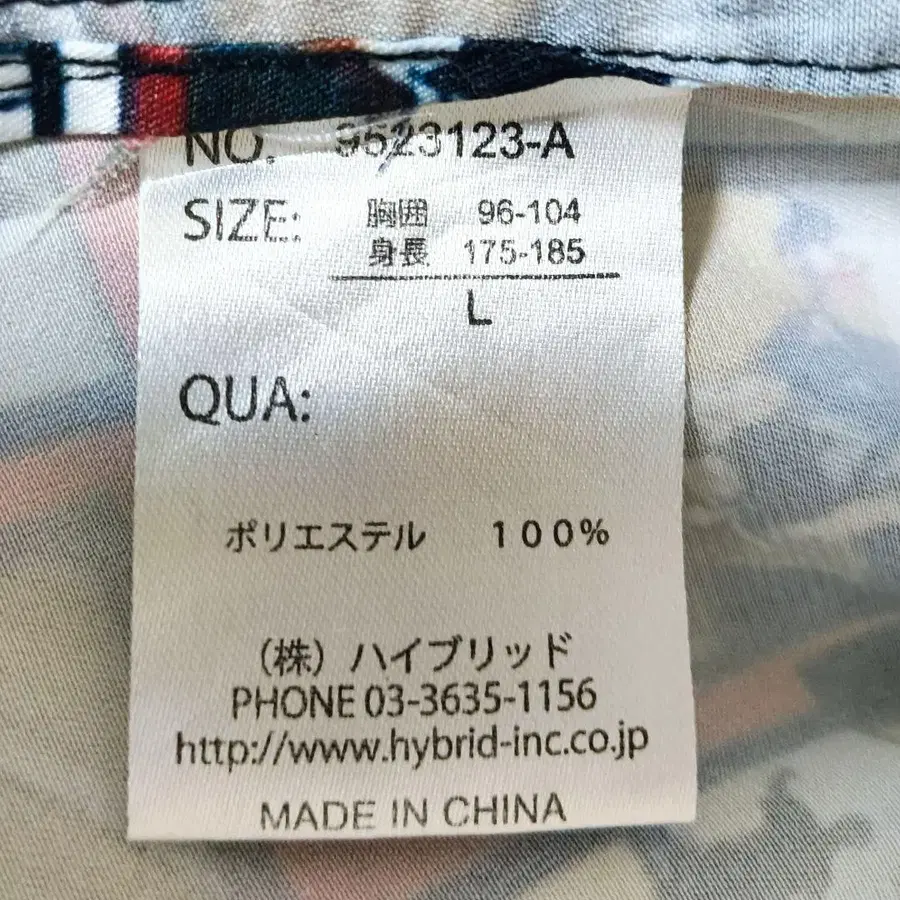 NO. 9523123-A
SIZE: 胸囲 96-104
身長 175-185
L
QUA:
ポリエステル 100%
(株)ハイブリッド
PHONE 03-3635-1156
http://www.hybrid-inc.co.jp
MADE IN CHINA